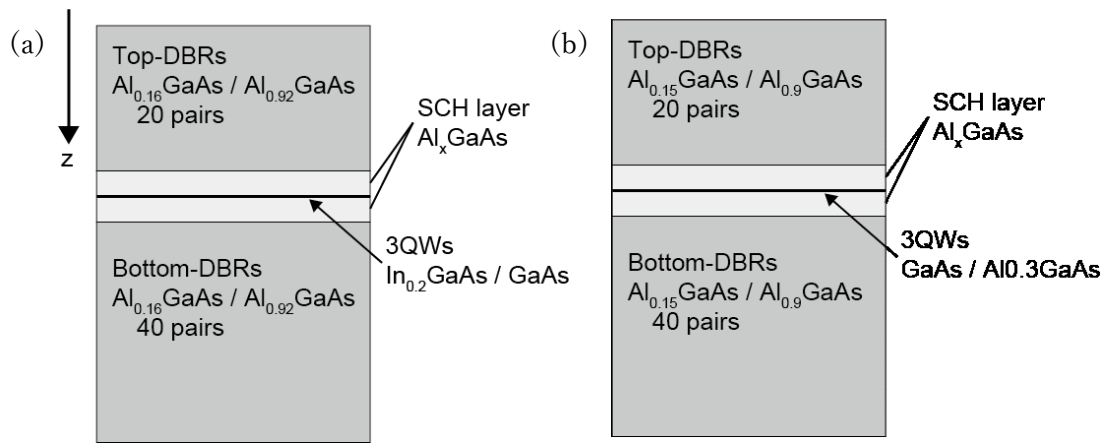 (a)
z
Top-DBRs
Al0.16GaAs / Al0.92GaAs
20 pairs
SCH layer
AlxGaAs
3QWs
In0.2GaAs / GaAs
Bottom-DBRs
Al0.16GaAs / Al0.92GaAs
40 pairs
(b)
Top-DBRs
Al0.15GaAs / Al0.9GaAs
20 pairs
SCH layer
AlxGaAs
3QWs
GaAs / Al0.3GaAs
Bottom-DBRs
Al0.15GaAs / Al0.9GaAs
40 pairs